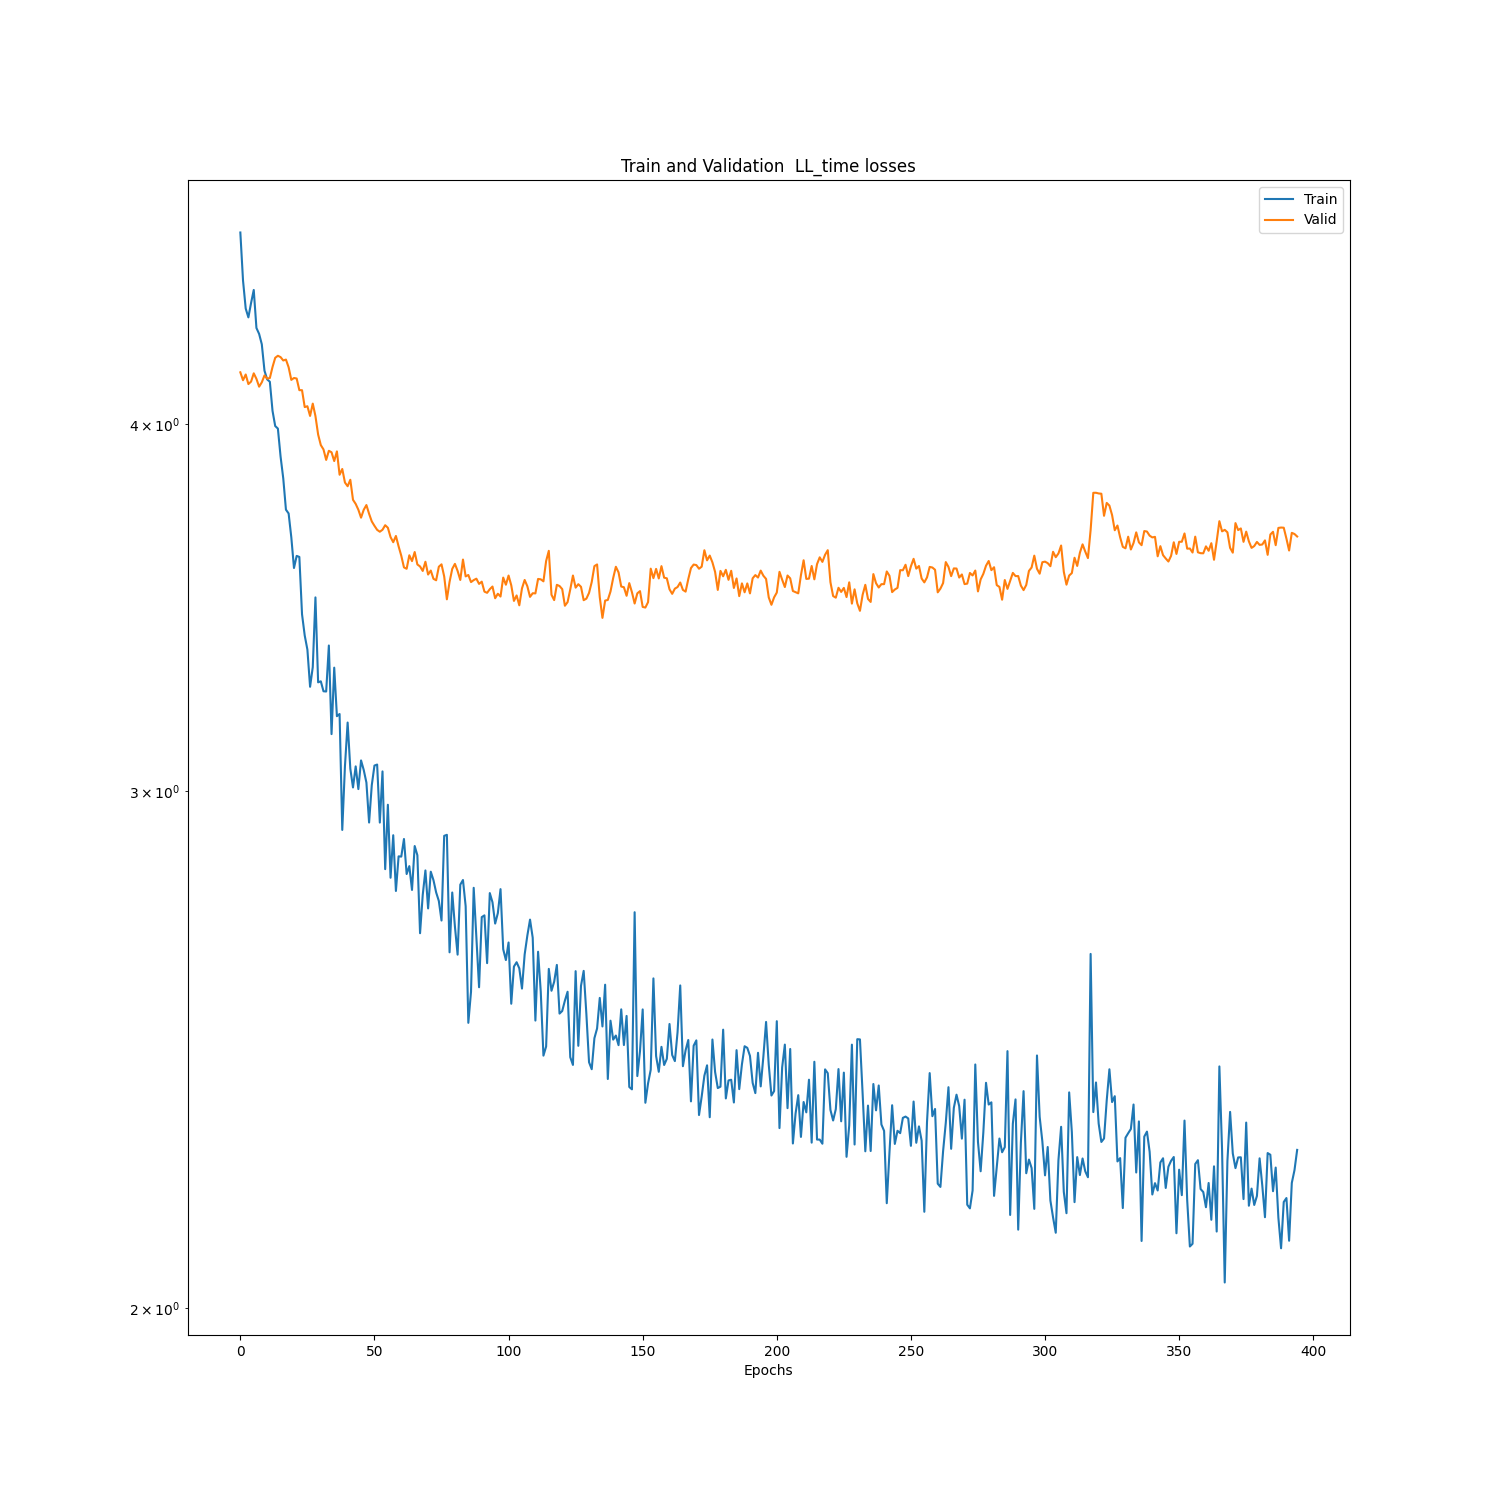 Train and Validation  LL_time losses
Train
Valid
4 × 10⁰
3 × 10⁰
2 × 10⁰
0 50 100 150 200 250 300 350 400
Epochs